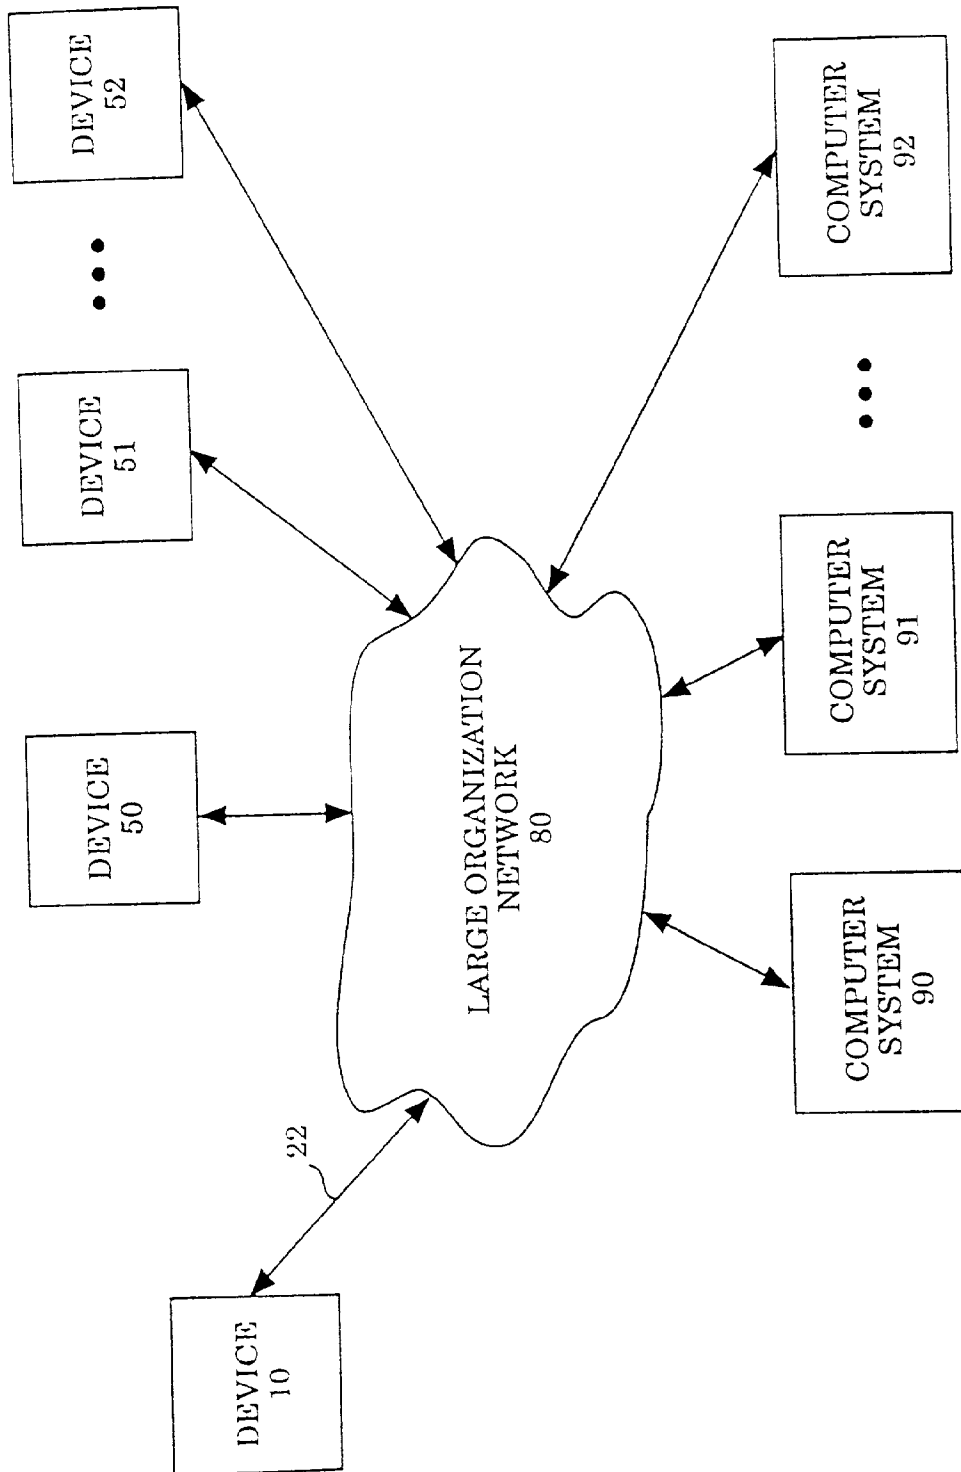 DEVICE
10
22
DEVICE
50
DEVICE
51
DEVICE
52
LARGE ORGANIZATION
NETWORK
80
COMPUTER
SYSTEM
90
COMPUTER
SYSTEM
91
COMPUTER
SYSTEM
92